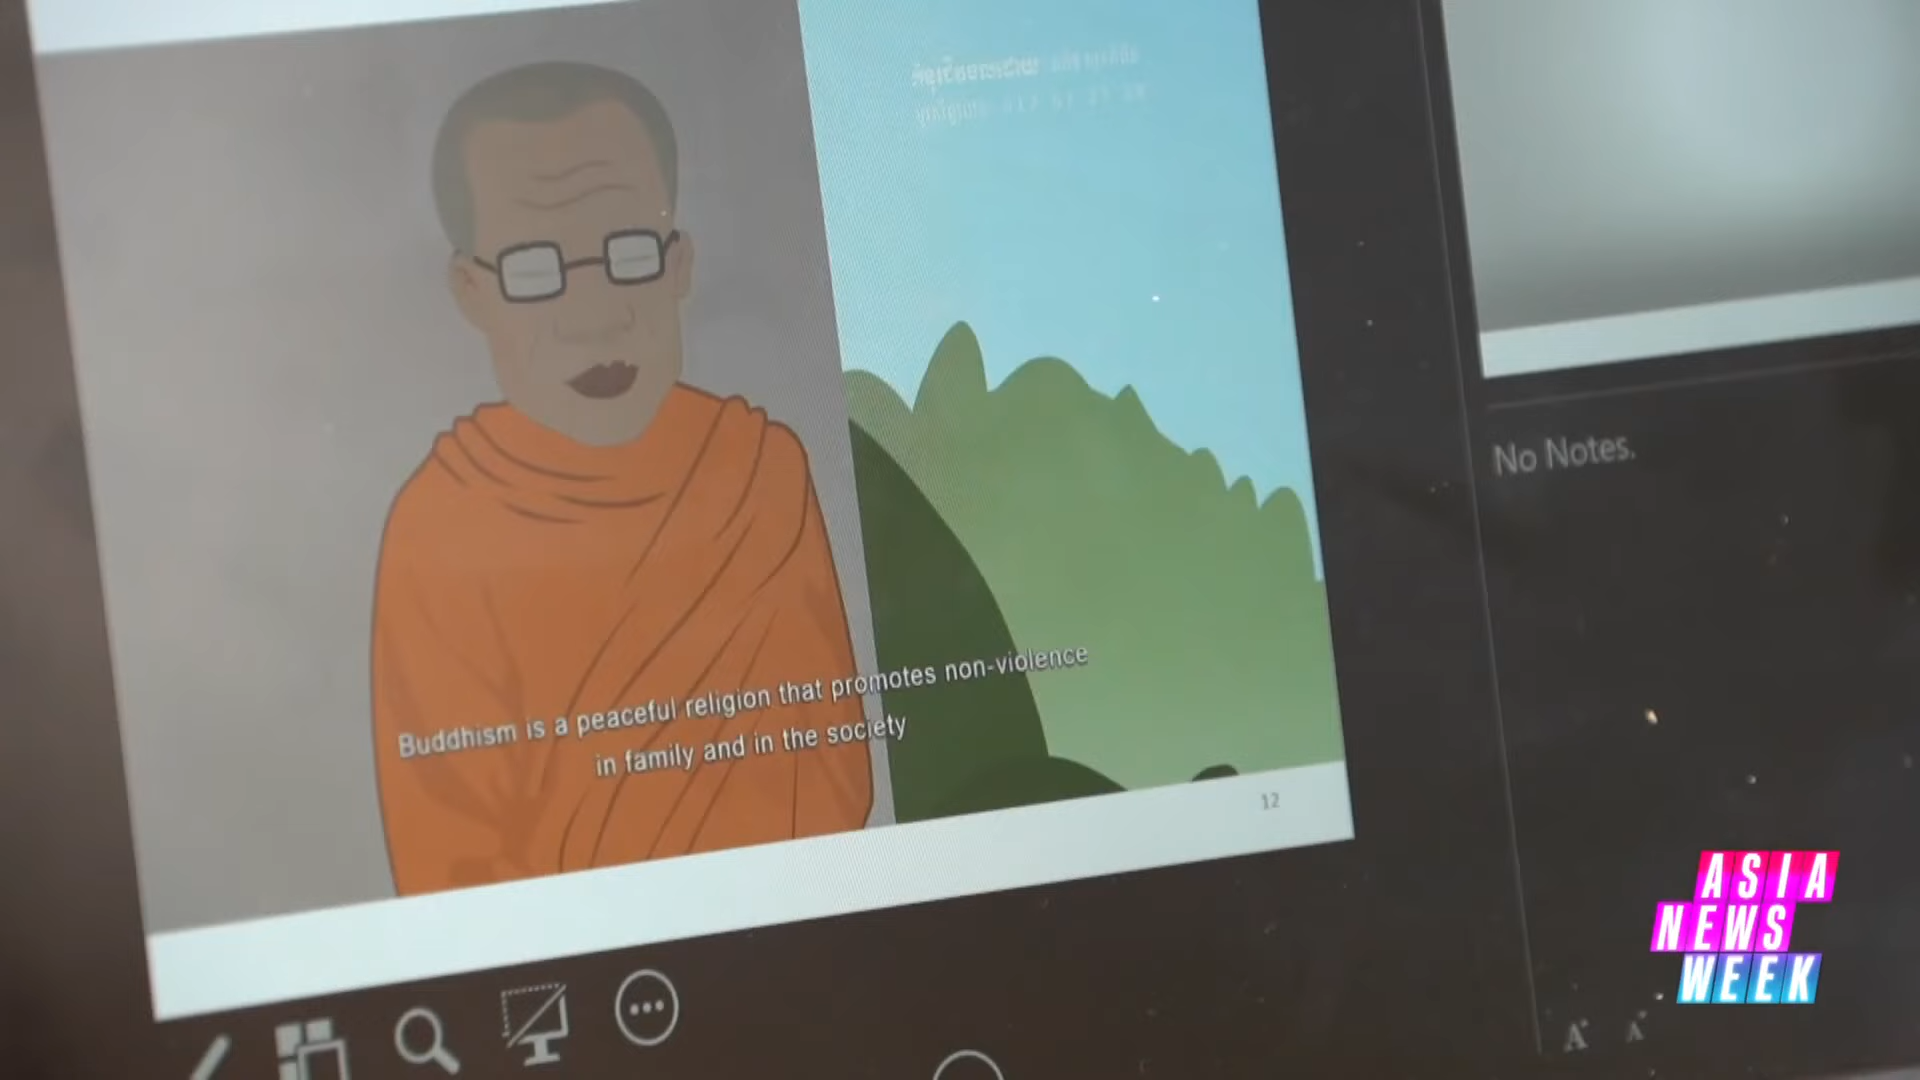 Buddhism is a peaceful religion that promotes non-violence
in family and in the society
12
No Notes.
ASIA
NEWS
WEEK